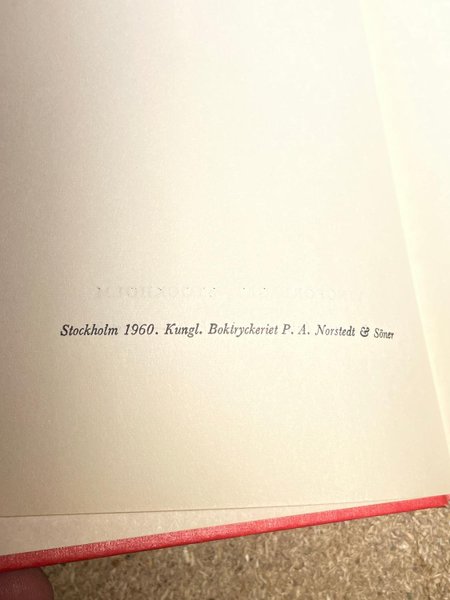 Stockholm 1960. Kungl. Boktryckeriet P. A. Norstedt & Söner